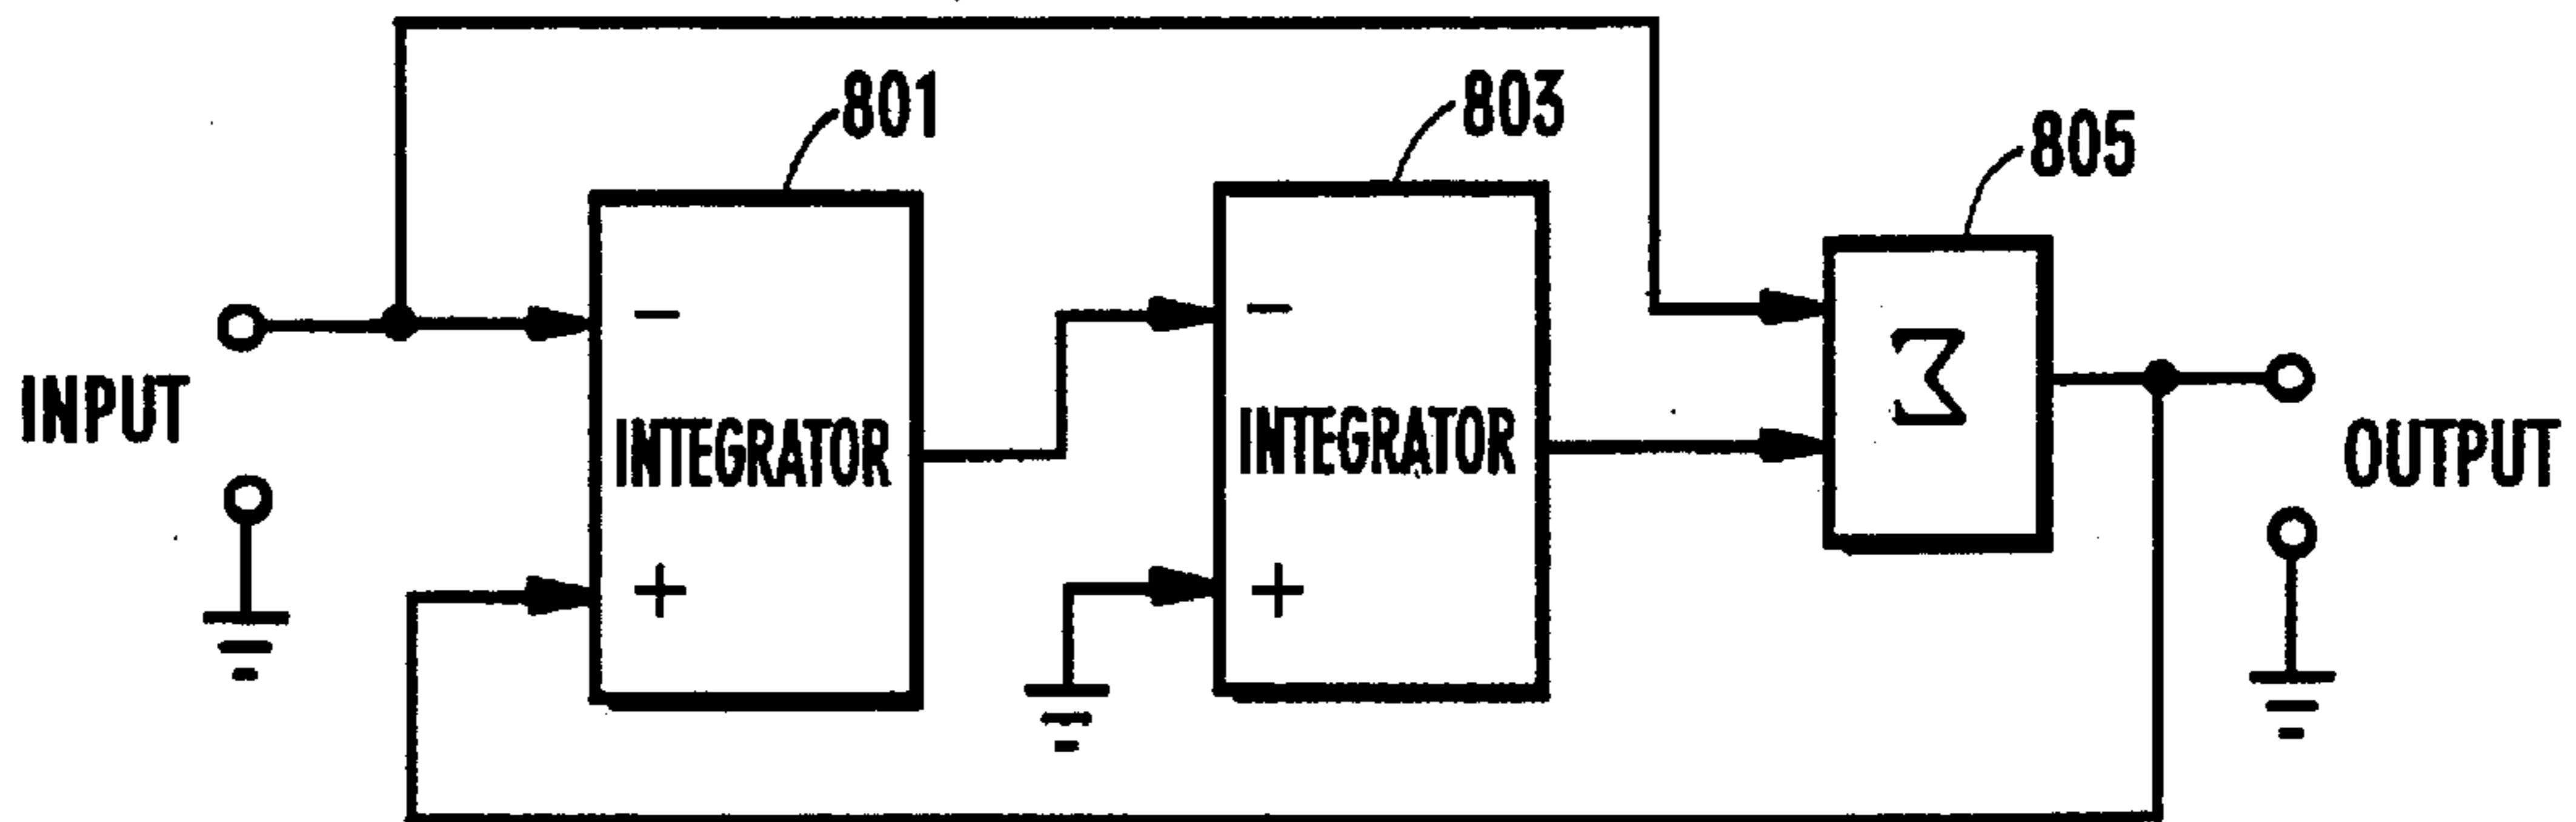 801
803
805
−
−
Σ
INPUT
INTEGRATOR
INTEGRATOR
OUTPUT
+
+